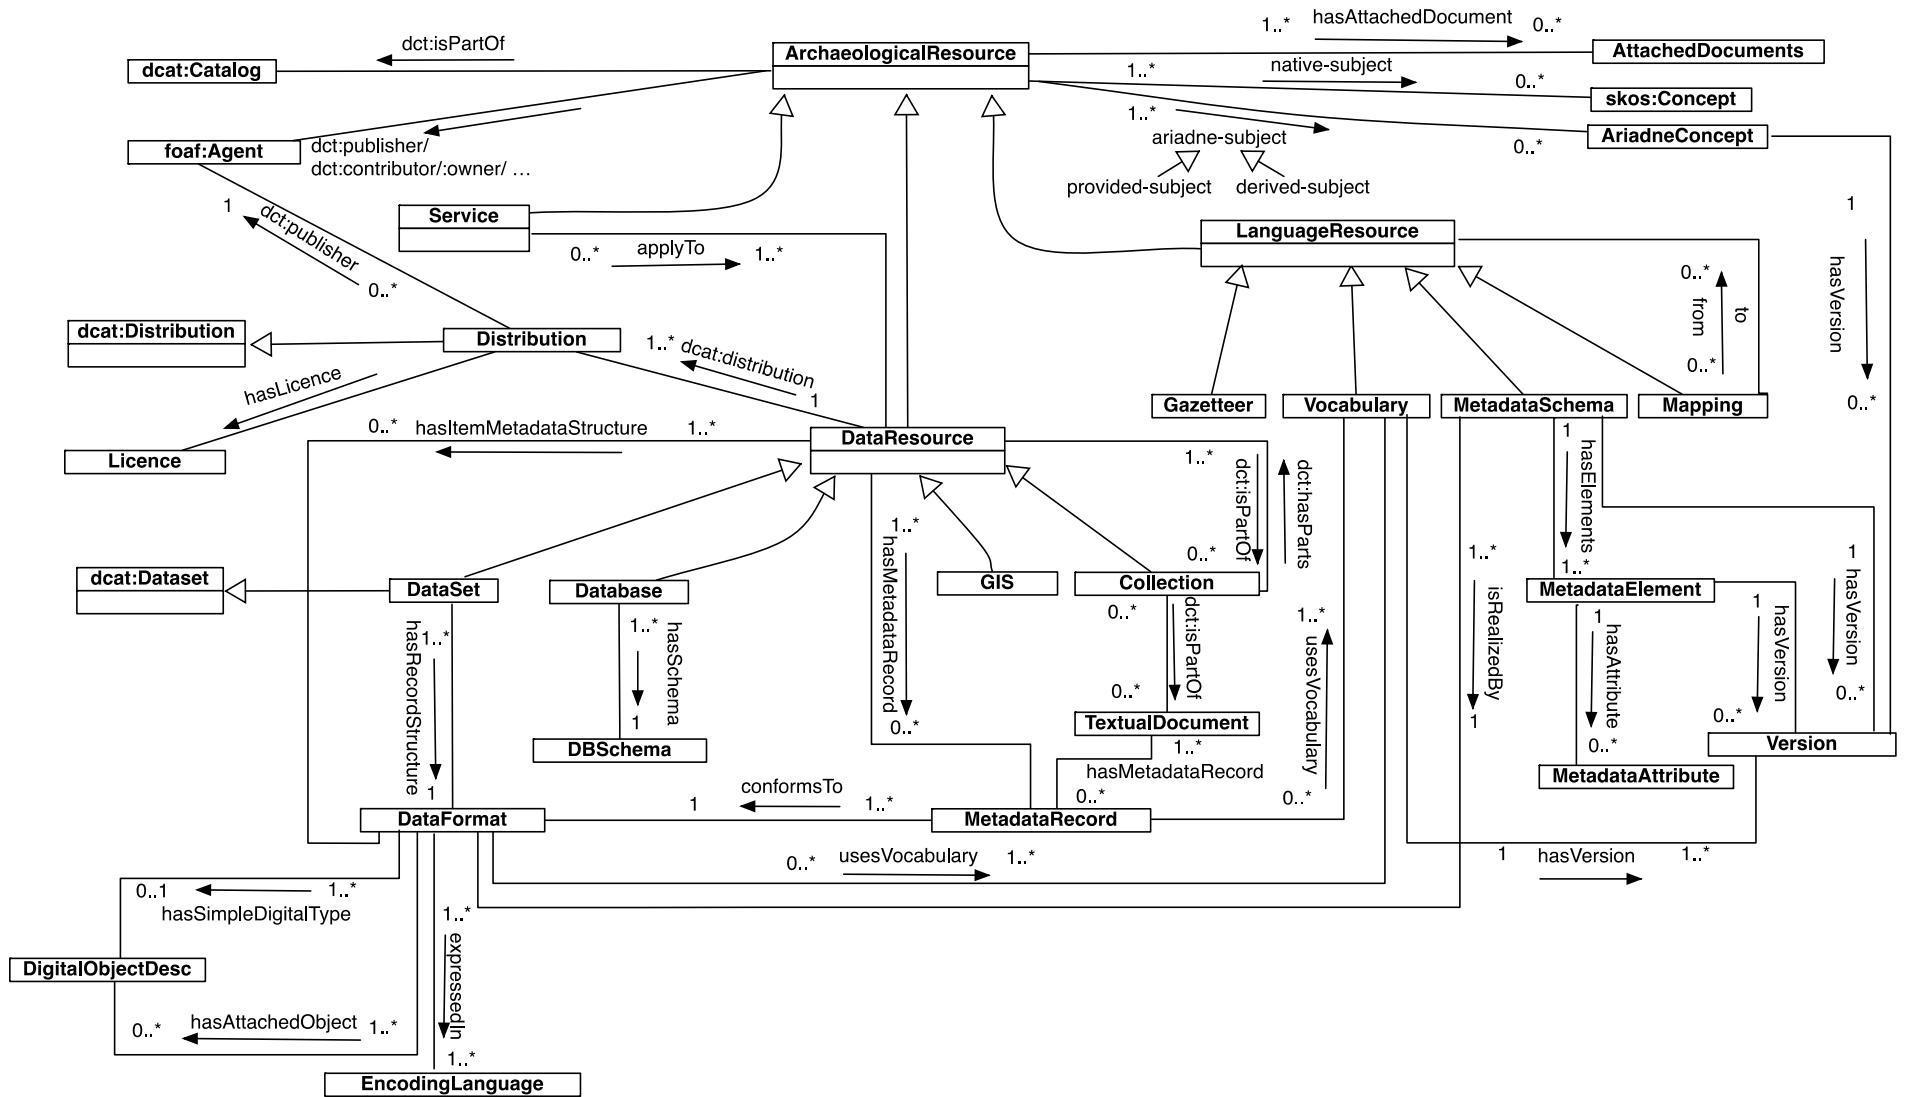 dct:isPartOf
ArchaeologicalResource
1..*
hasAttachedDocument
0..*
AttachedDocuments
dcat:Catalog
1..*
native-subject
0..*
skos:Concept
1..*
ariadne-subject
0..*
AriadneConcept
provided-subject
derived-subject
foaf:Agent
dct:publisher/
dct:contributor/:owner/ ...
1
dct:publisher
0..*
Service
0..*
applyTo
1..*
LanguageResource
0..*
from
to
0..*
1
hasVersion
0..*
dcat:Distribution
Distribution
1..*
dcat:distribution
1
hasLicence
Licence
Gazetteer
Vocabulary
MetadataSchema
Mapping
0..*
hasItemMetadataStructure
1..*
DataResource
1..*
dct:isPartOf
dct:hasParts
0..*
1
hasElements
1..*
1..*
hasMetadataRecord
0..*
dcat:Dataset
DataSet
Database
GIS
Collection
MetadataElement
1..*
hasRecordStructure
1
1..*
hasSchema
1
DBSchema
0..*
dct:isPartOf
0..*
TextualDocument
1..*
hasMetadataRecord
0..*
1..*
usesVocabulary
0..*
1..*
isRealizedBy
1
1
hasAttribute
0..*
MetadataAttribute
1
hasVersion
0..*
1
hasVersion
0..*
Version
DataFormat
1
conformsTo
1..*
MetadataRecord
0..*
usesVocabulary
1..*
1
hasVersion
1..*
0..1
1..*
hasSimpleDigitalType
DigitalObjectDesc
0..*
hasAttachedObject
1..*
1..*
expressedIn
1..*
EncodingLanguage